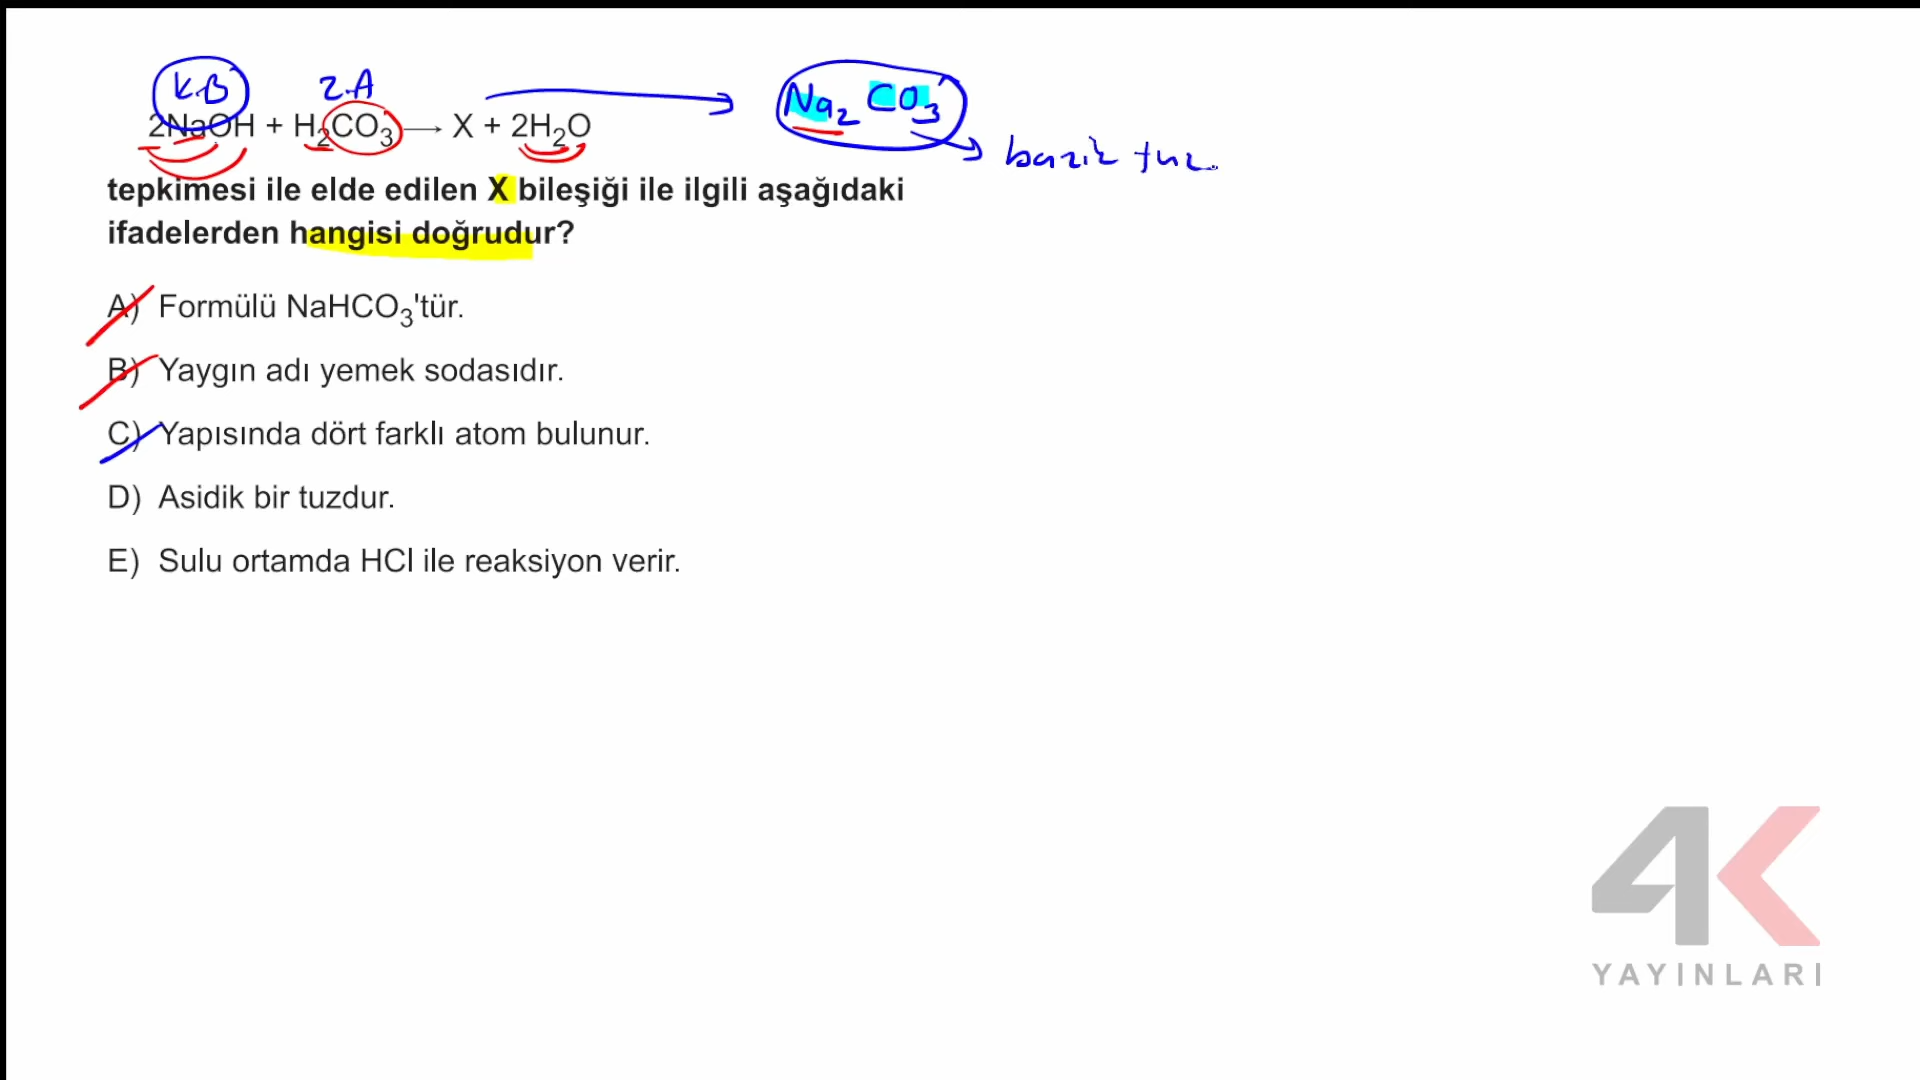 K.B Z.A
2NaOH + H₂CO₃ → X + 2H₂O
Na₂CO₃
bazik tuz.
tepkimesi ile elde edilen X bileşiği ile ilgili aşağıdaki
ifadelerden hangisi doğrudur?
A) Formülü NaHCO₃'tür.
B) Yaygın adı yemek sodasıdır.
C) Yapısında dört farklı atom bulunur.
D) Asidik bir tuzdur.
E) Sulu ortamda HCl ile reaksiyon verir.
4K
YAYINLARI